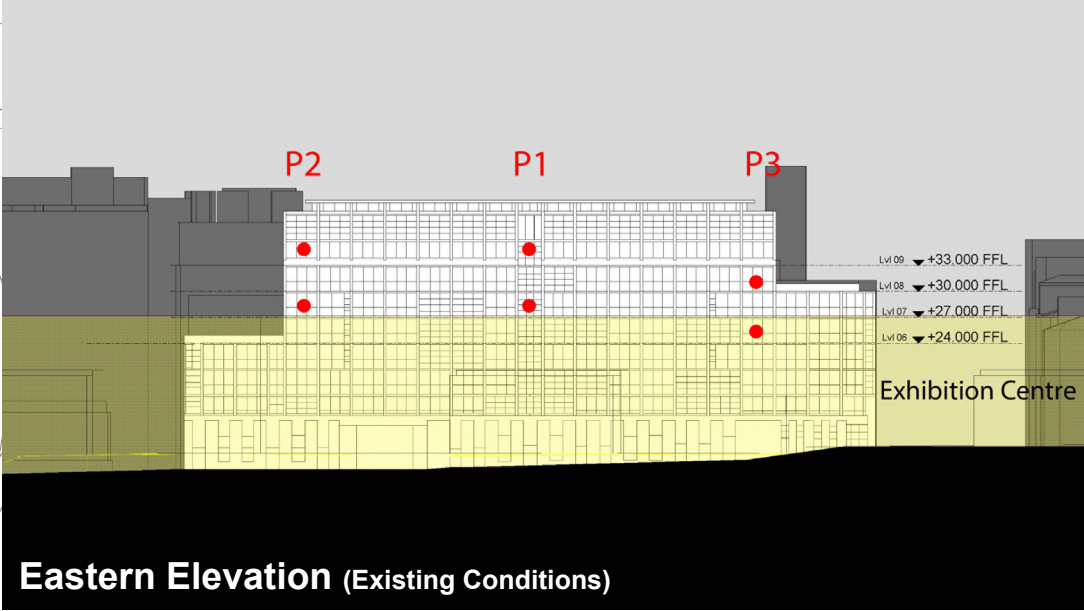 P2 P1 P3
Lvl 09 +33.000 FFL
Lvl 08 +30.000 FFL
Lvl 07 +27.000 FFL
Lvl 06 +24.000 FFL
Exhibition Centre
Eastern Elevation (Existing Conditions)